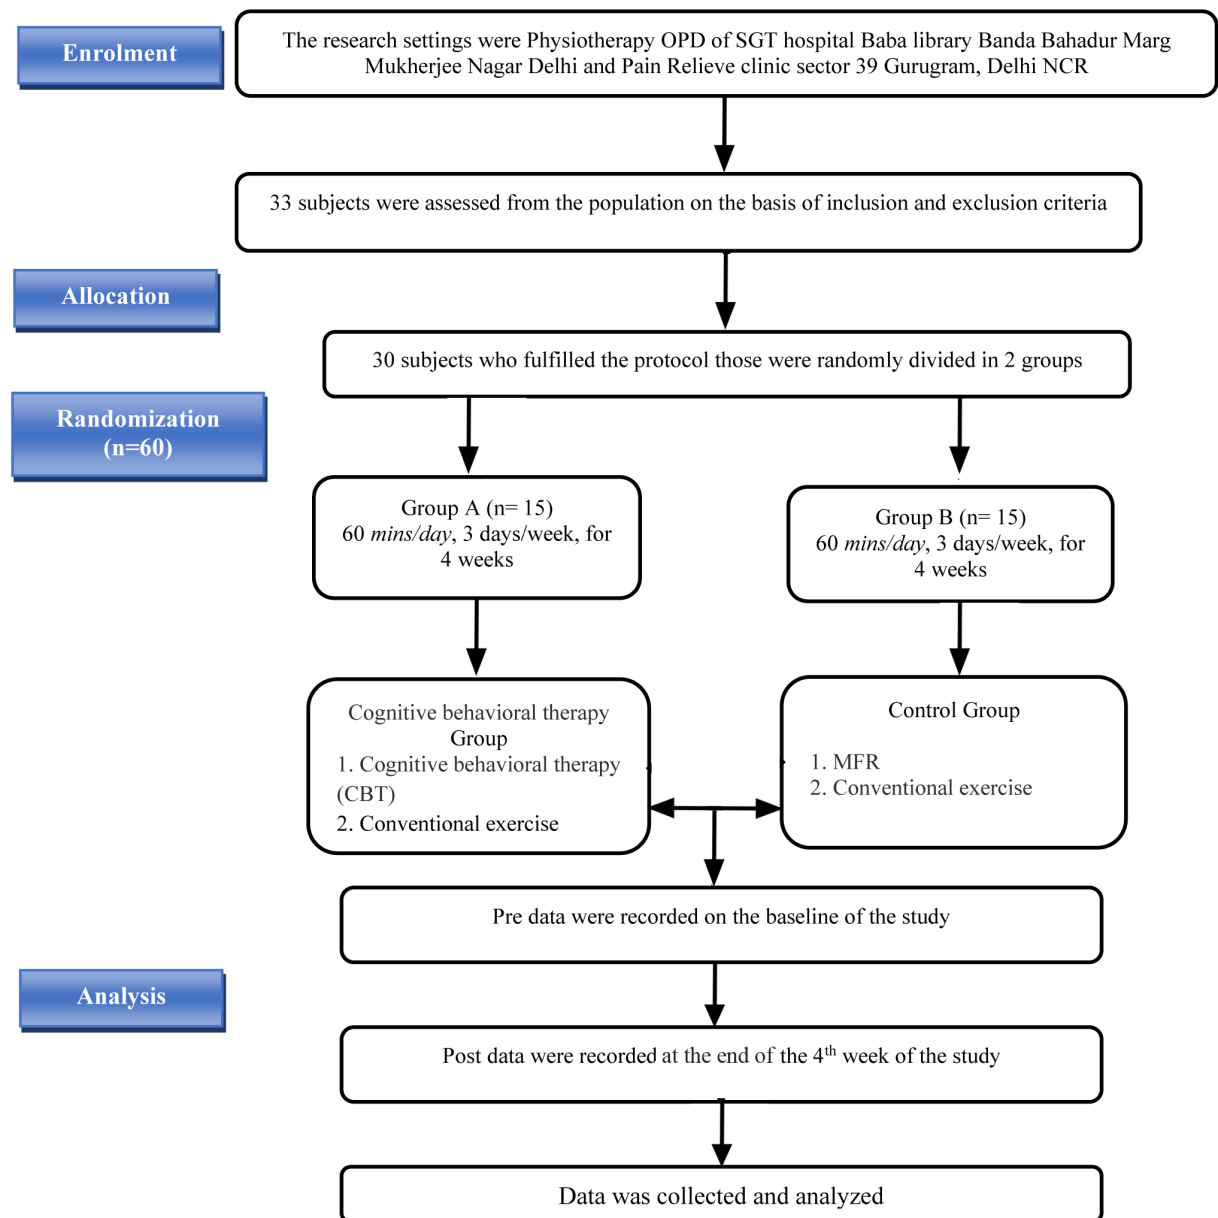 Enrolment
The research settings were Physiotherapy OPD of SGT hospital Baba library Banda Bahadur Marg
Mukherjee Nagar Delhi and Pain Relieve clinic sector 39 Gurugram, Delhi NCR
33 subjects were assessed from the population on the basis of inclusion and exclusion criteria
Allocation
30 subjects who fulfilled the protocol those were randomly divided in 2 groups
Randomization
(n=60)
Group A (n= 15)
60 mins/day, 3 days/week, for
4 weeks
Group B (n= 15)
60 mins/day, 3 days/week, for
4 weeks
Cognitive behavioral therapy
Group
1. Cognitive behavioral therapy
(CBT)
2. Conventional exercise
Control Group
1. MFR
2. Conventional exercise
Pre data were recorded on the baseline of the study
Analysis
Post data were recorded at the end of the 4th week of the study
Data was collected and analyzed